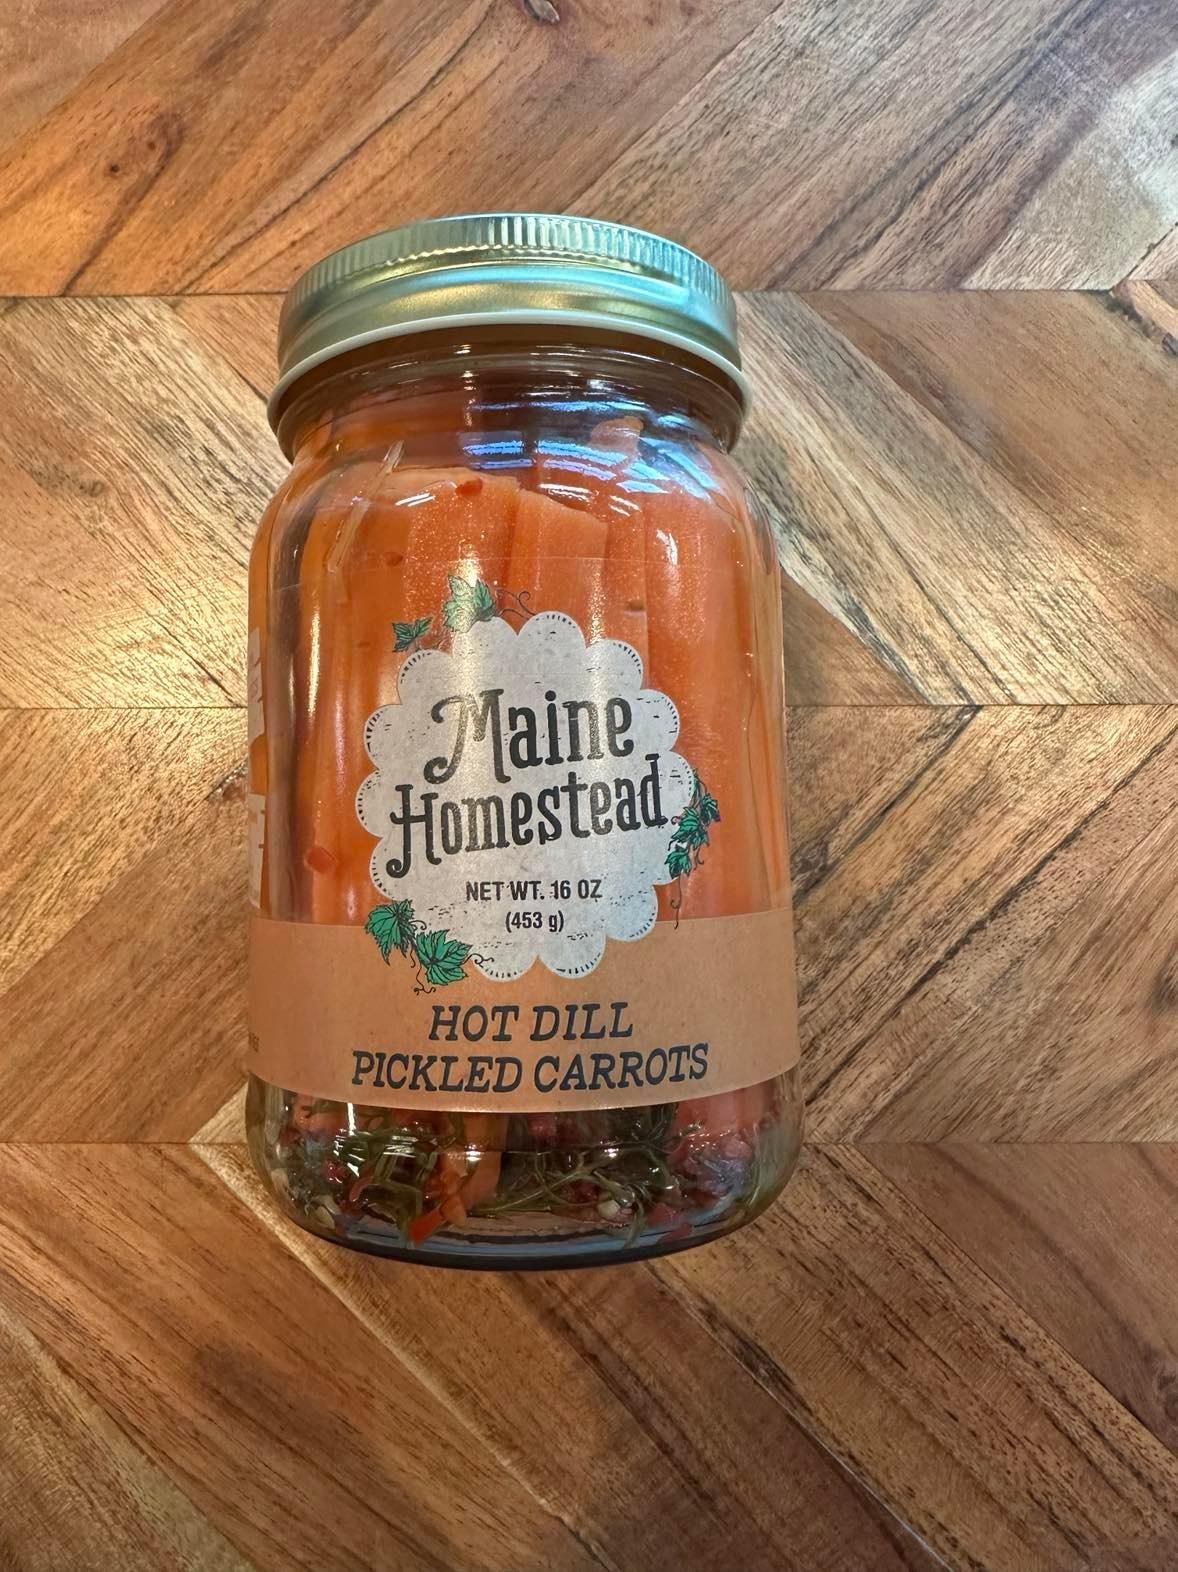 Maine
Homestead
NET WT. 16 OZ
(453 g)
HOT DILL
PICKLED CARROTS